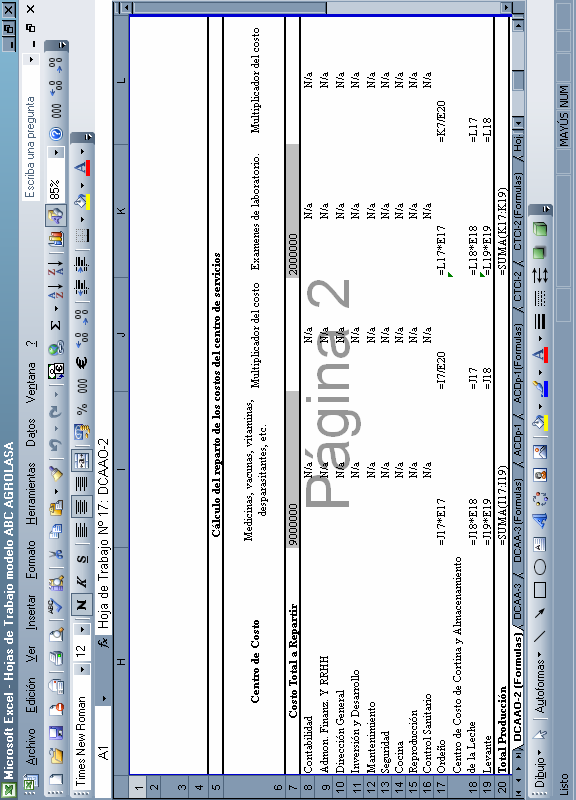 Microsoft Excel - Hojas de Trabajo modelo ABC AGROLASA
Archivo Edición Ver Insertar Formato Herramientas Datos Ventana ? Escriba una pregunta
85%
Times New Roman 12 N K S % 000 €
A1 fx Hoja de Trabajo Nº 17: DCAAO-2
H I J K L
1
2
3
4
5 Cálculo del reparto de los costos del centro de servicios
6 Centro de Costo Medicinas, vacunas, vitaminas, desparasitantes, etc. Multiplicador del costo Examenes de laboratorio. Multiplicador del costo
7 Costo Total a Repartir 9000000 2000000
8 Contabilidad N/a N/a N/a N/a
9 Admon. Finanz. Y RRHH N/a N/a N/a N/a
10 Dirección General N/a N/a N/a N/a
11 Inversión y Desarrollo N/a N/a N/a N/a
12 Mantenimiento N/a N/a N/a N/a
13 Seguridad N/a N/a N/a N/a
14 Cocina N/a N/a N/a N/a
15 Reproducción N/a N/a N/a N/a
16 Control Sanitario N/a N/a N/a N/a
17 Ordeño =J17*E17 =I7/E20 =L17*E17 =K7/E20
Centro de Costo de Cortina y Almacenamiento
18 de la Leche =J18*E18 =J17 =L18*E18 =L17
19 Levante =J19*E19 =J18 =L19*E19 =L18
20 Total Producción =SUMA(I17:I19) =SUMA(K17:K19)
Página 2
DCAAO-2 (Formulas) DCAA-3 DCAA-3 (Formulas) ACDp-1 ACDp-1 (Formulas) CTCI-2 CTCI-2 (Formulas) Hoj
Dibujo Autoformas
Listo MAYÚS NUM